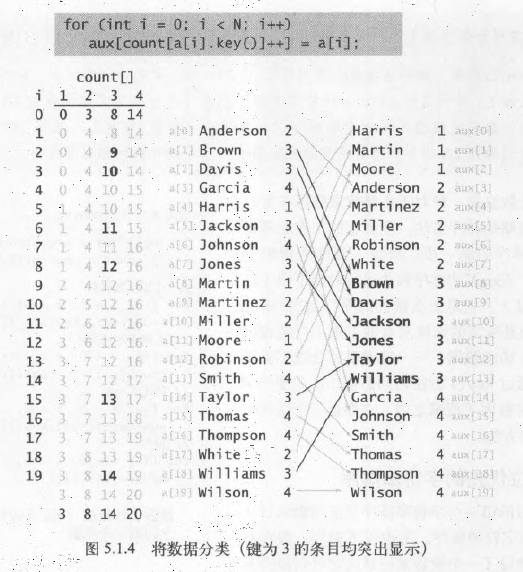 for (int i = 0; i < N; i++)
aux[count[a[i].key()]++] = a[i];
count[]
i 1 2 3 4
0 0 3 8 14
1 0 4 8 14 a[0] Anderson 2 Harris 1 aux[0]
2 0 4 9 14 a[1] Brown 3 Martin 1 aux[1]
3 0 4 10 14 a[2] Davis 3 Moore 1 aux[2]
4 0 4 10 15 a[3] Garcia 4 Anderson 2 aux[3]
5 1 4 10 15 a[4] Harris 1 Martinez 2 aux[4]
6 1 4 11 15 a[5] Jackson 3 Miller 2 aux[5]
7 1 4 11 16 a[6] Johnson 4 Robinson 2 aux[6]
8 1 4 12 16 a[7] Jones 3 White 2 aux[7]
9 2 4 12 16 a[8] Martin 1 Brown 3 aux[8]
10 2 5 12 16 a[9] Martinez 2 Davis 3 aux[9]
11 2 6 12 16 a[10] Miller 2 Jackson 3 aux[10]
12 3 6 12 16 a[11] Moore 1 Jones 3 aux[11]
13 3 7 12 16 a[12] Robinson 2 Taylor 3 aux[12]
14 3 7 12 17 a[13] Smith 4 Williams 3 aux[13]
15 3 7 13 17 a[14] Taylor 3 Garcia 4 aux[14]
16 3 7 13 18 a[15] Thomas 4 Johnson 4 aux[15]
17 3 7 13 19 a[16] Thompson 4 Smith 4 aux[16]
18 3 8 13 19 a[17] White 2 Thomas 4 aux[17]
19 3 8 14 19 a[18] Williams 3 Thompson 4 aux[18]
3 8 14 20 a[19] Wilson 4 Wilson 4 aux[19]
3 8 14 20
图 5.1.4 将数据分类（键为 3 的条目均突出显示）